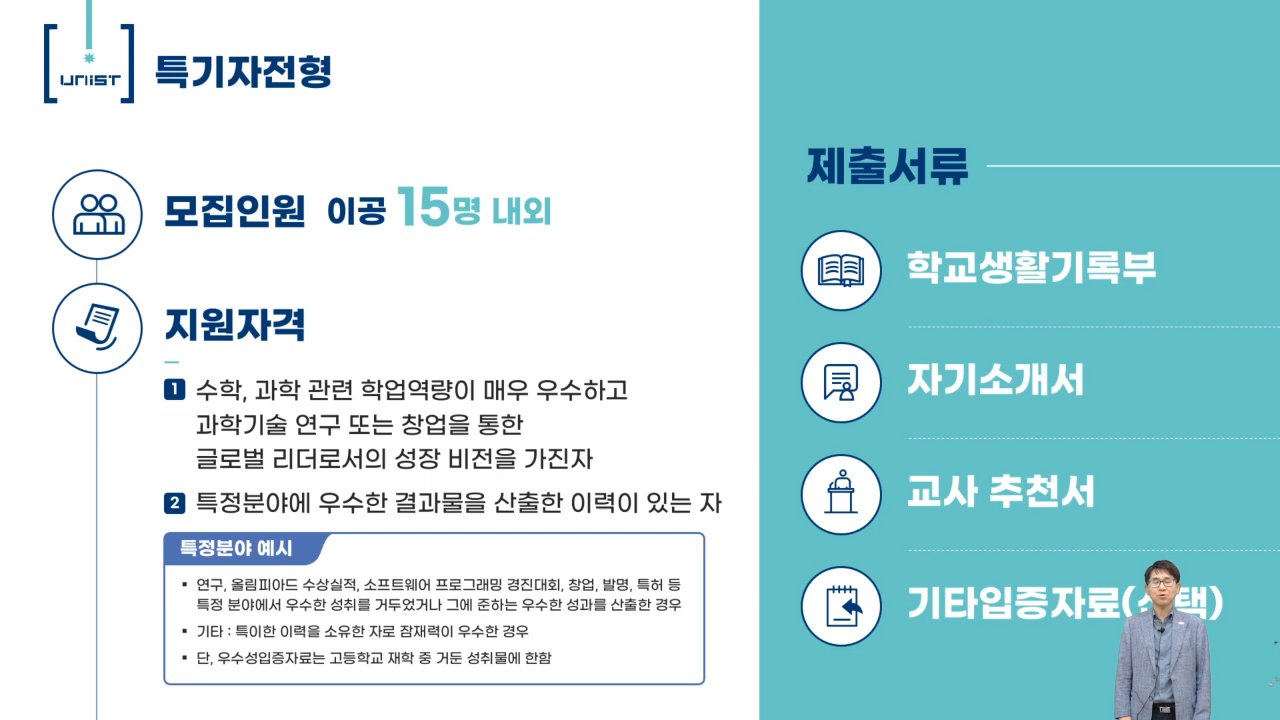 UNIST
특기자전형
모집인원 이공 15명 내외
지원자격
1 수학, 과학 관련 학업역량이 매우 우수하고
과학기술 연구 또는 창업을 통한
글로벌 리더로서의 성장 비전을 가진자
2 특정분야에 우수한 결과물을 산출한 이력이 있는 자
특정분야 예시
▪ 연구, 올림피아드 수상실적, 소프트웨어 프로그래밍 경진대회, 창업, 발명, 특허 등
특정 분야에서 우수한 성취를 거두었거나 그에 준하는 우수한 성과를 산출한 경우
▪ 기타 : 특이한 이력을 소유한 자로 잠재력이 우수한 경우
▪ 단, 우수성입증자료는 고등학교 재학 중 거둔 성취물에 한함
제출서류
학교생활기록부
자기소개서
교사 추천서
기타입증자료(선택)